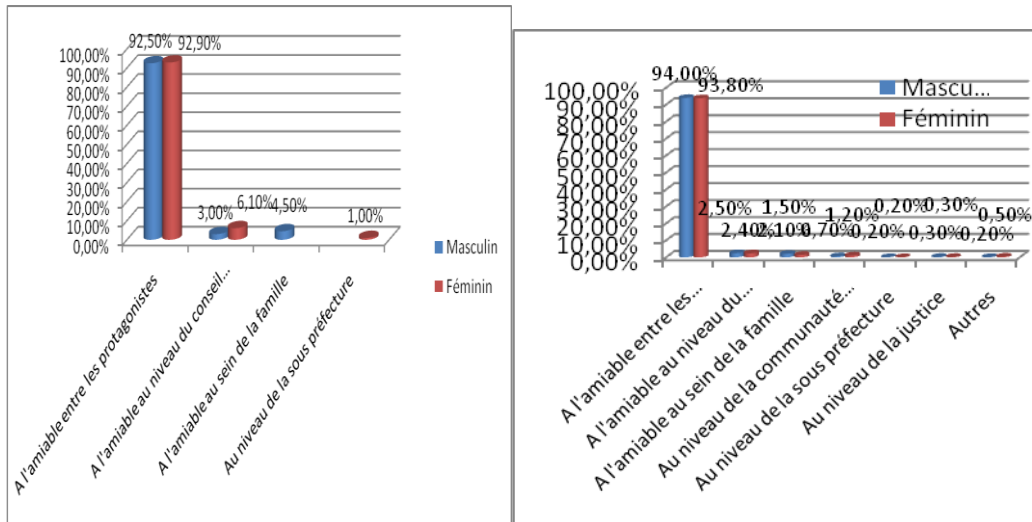 92,50% 92,90%
100,00%
90,00%
80,00%
70,00%
60,00%
50,00%
40,00%
30,00%
20,00%
10,00%
0,00%
3,00%
6,10%
4,50%
1,00%
A l'amiable entre les protagonistes
A l'amiable au niveau du conseil...
A l'amiable au sein de la famille
Au niveau de la sous préfecture
Masculin
Féminin
94,00%
93,80%
100,00%
90,00%
80,00%
70,00%
60,00%
50,00%
40,00%
30,00%
20,00%
10,00%
0,00%
2,50%
1,50%
1,20%
0,20%
0,30%
0,50%
2,40%
2,10%
0,70%
0,20%
0,30%
0,20%
A l'amiable entre les...
A l'amiable au niveau du...
A l'amiable au sein de la famille
Au niveau de la communauté...
Au niveau de la sous préfecture
Au niveau de la justice
Autres
Mascu...
Féminin